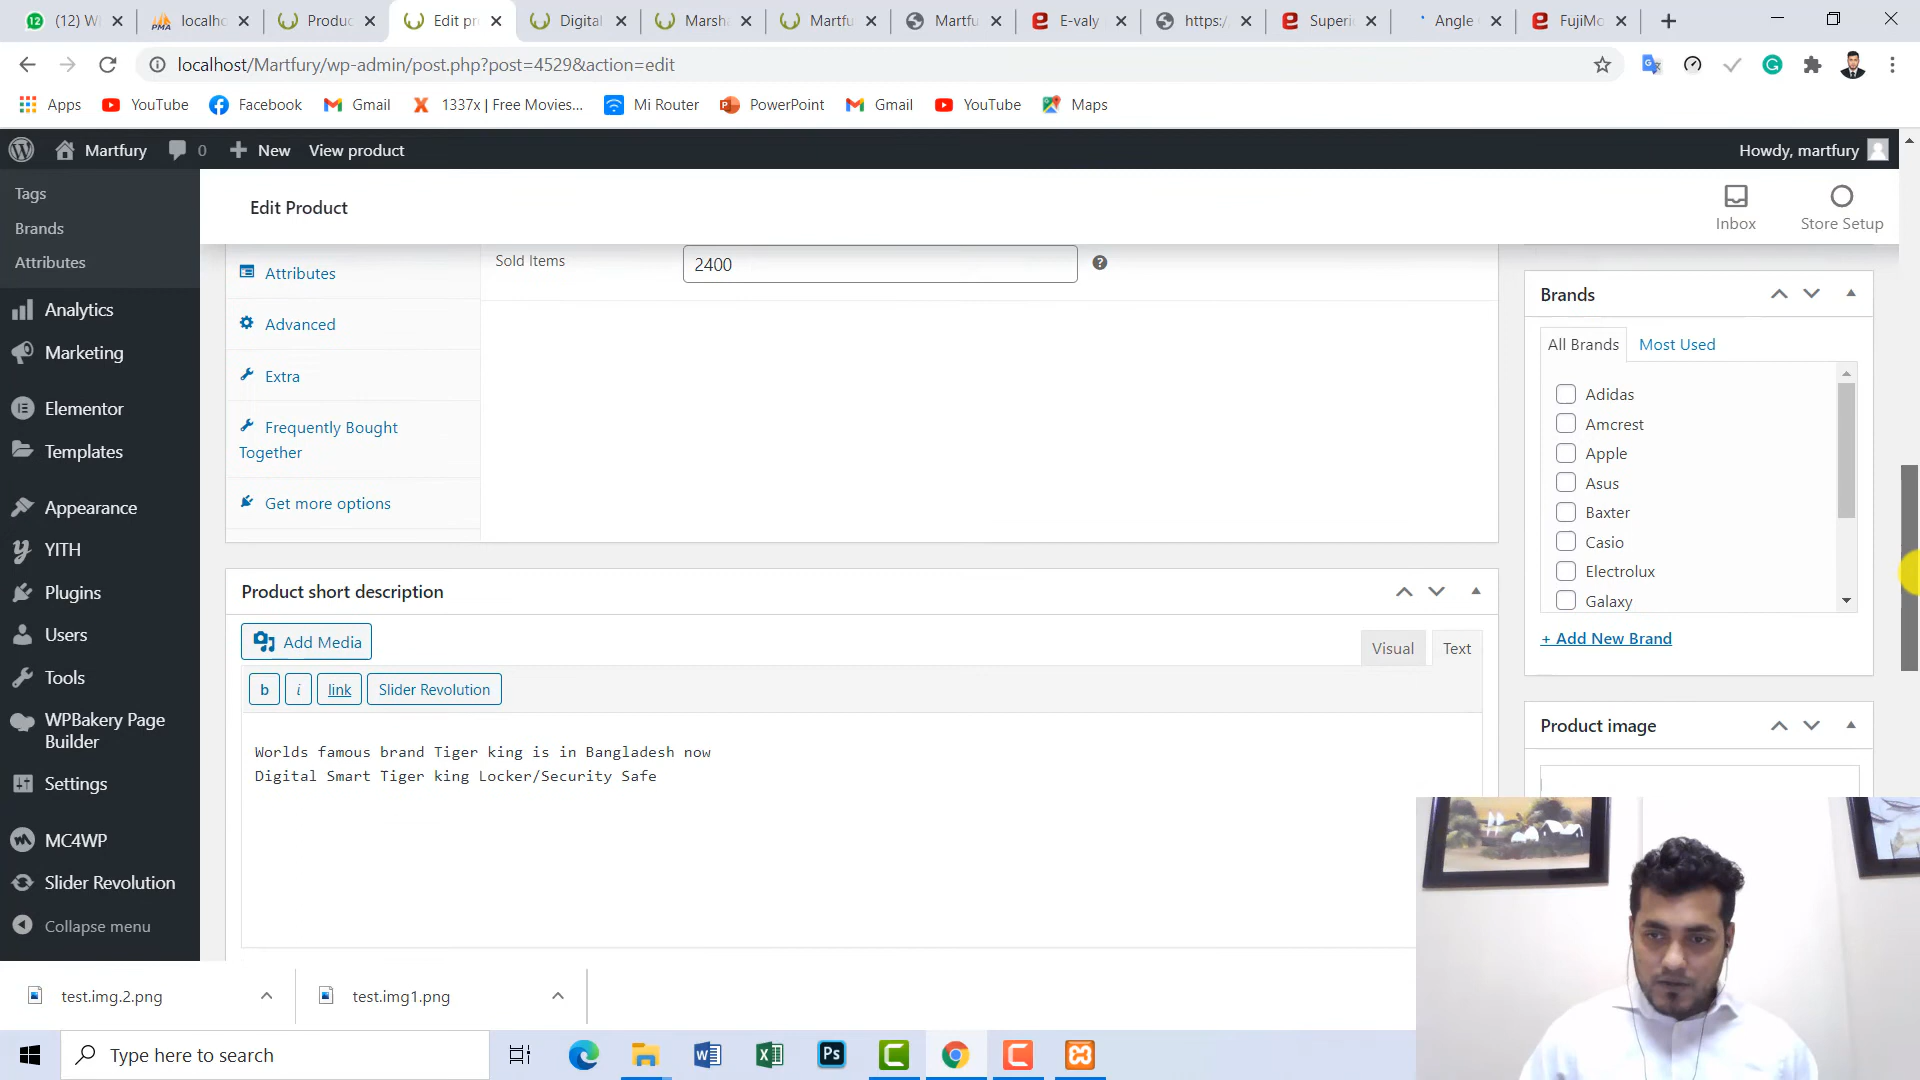 (12) W
localho
Produc
Edit pr
Digital
Marsha
Martfu
Martfu
E-valy
https:/
Superi
Angle
FujiMo
localhost/Martfury/wp-admin/post.php?post=4529&action=edit
Apps
YouTube
Facebook
Gmail
1337x | Free Movies...
Mi Router
PowerPoint
Gmail
YouTube
Maps
Martfury
0
New
View product
Howdy, martfury
Tags
Brands
Attributes
Analytics
Marketing
Elementor
Templates
Appearance
YITH
Plugins
Users
Tools
WPBakery Page
Builder
Settings
MC4WP
Slider Revolution
Collapse menu
Edit Product
Inbox
Store Setup
Attributes
Advanced
Extra
Frequently Bought
Together
Get more options
Sold Items
2400
Product short description
Add Media
Visual
Text
b
i
link
Slider Revolution
Worlds famous brand Tiger king is in Bangladesh now
Digital Smart Tiger king Locker/Security Safe
Brands
All Brands
Most Used
Adidas
Amcrest
Apple
Asus
Baxter
Casio
Electrolux
Galaxy
+ Add New Brand
Product image
test.img.2.png
test.img1.png
Type here to search